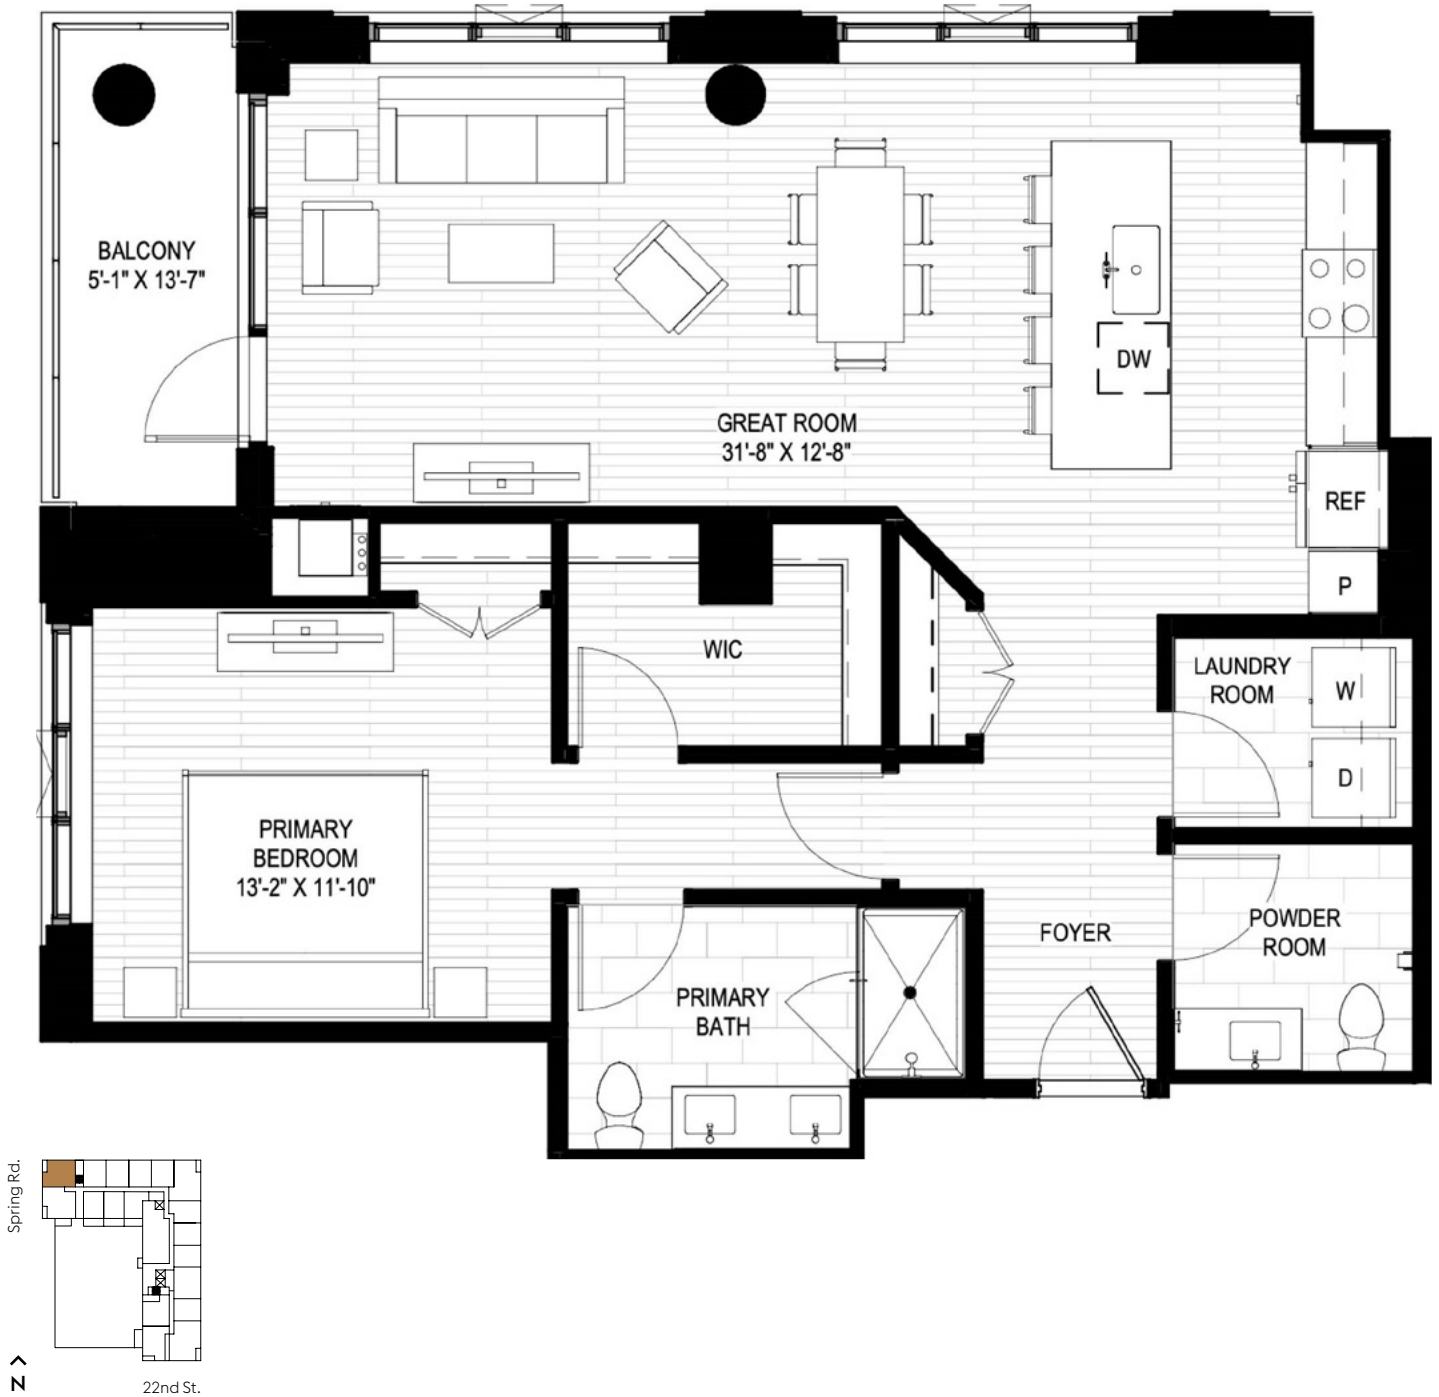 BALCONY
5'-1" X 13'-7"
DW
GREAT ROOM
31'-8" X 12'-8"
REF
P
WIC
LAUNDRY
ROOM
W
D
PRIMARY
BEDROOM
13'-2" X 11'-10"
FOYER
POWDER
ROOM
PRIMARY
BATH
Spring Rd.
N
22nd St.